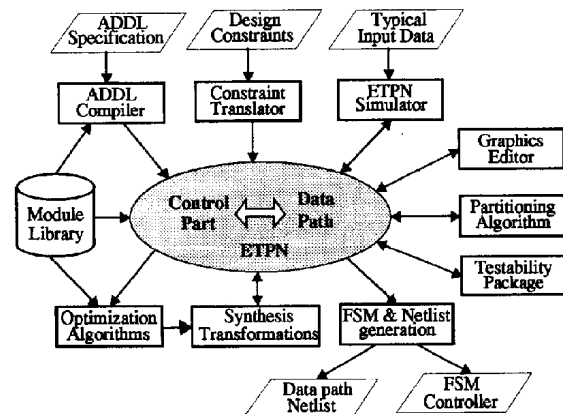 ADDL
Specification
Design
Constraints
Typical
Input Data
ADDL
Compiler
Constraint
Translator
ETPN
Simulator
Graphics
Editor
Module
Library
Control
Part
Data
Path
ETPN
Partitioning
Algorithm
Testability
Package
Optimization
Algorithms
Synthesis
Transformations
FSM & Netlist
generation
Data path
Netlist
FSM
Controller